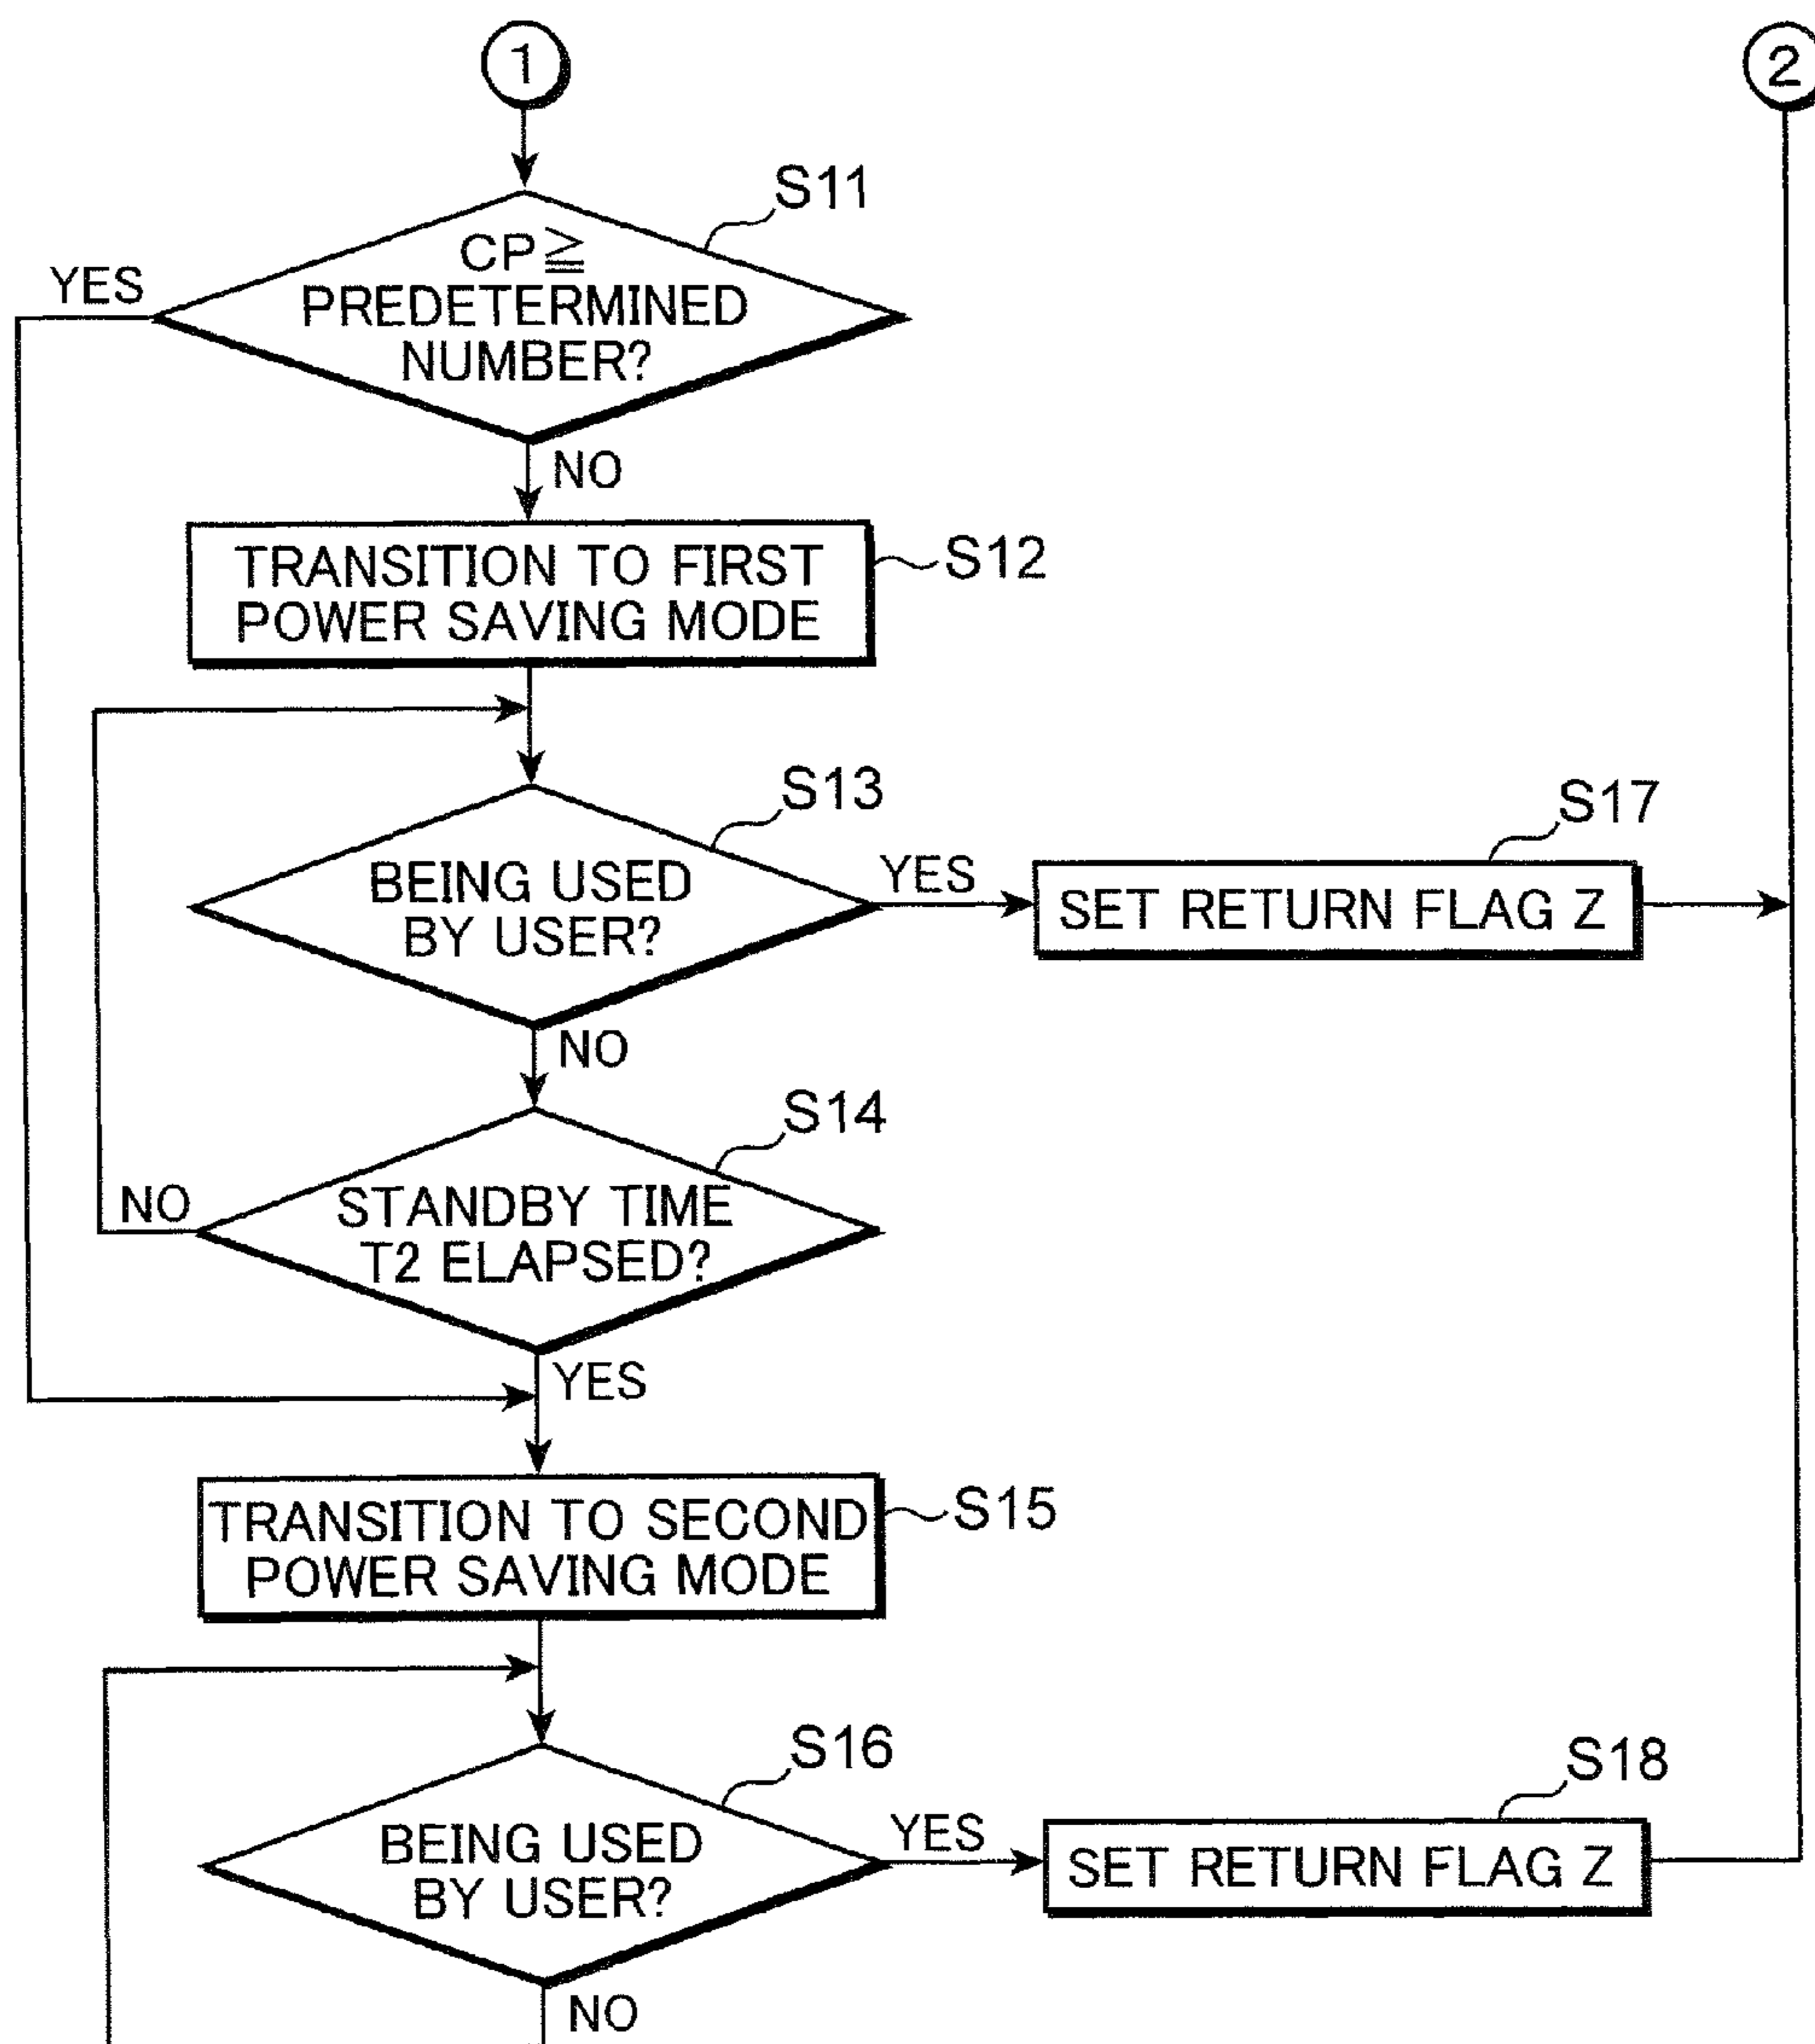 1
2
S11
CP≧
PREDETERMINED
NUMBER?
YES
NO
TRANSITION TO FIRST
POWER SAVING MODE
S12
S13
BEING USED
BY USER?
YES
S17
SET RETURN FLAG Z
NO
S14
STANDBY TIME
T2 ELAPSED?
NO
YES
TRANSITION TO SECOND
POWER SAVING MODE
S15
S16
BEING USED
BY USER?
YES
S18
SET RETURN FLAG Z
NO